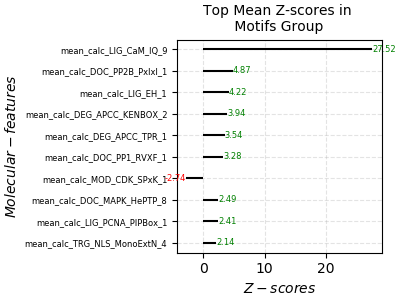 Top Mean Z-scores in
Motifs Group
Molecular − features
mean_calc_LIG_CaM_IQ_9 27.52
mean_calc_DOC_PP2B_PxIxI_1 4.87
mean_calc_LIG_EH_1 4.22
mean_calc_DEG_APCC_KENBOX_2 3.94
mean_calc_DEG_APCC_TPR_1 3.54
mean_calc_DOC_PP1_RVXF_1 3.28
mean_calc_MOD_CDK_SPxK_1 -2.74
mean_calc_DOC_MAPK_HePTP_8 2.49
mean_calc_LIG_PCNA_PIPBox_1 2.41
mean_calc_TRG_NLS_MonoExtN_4 2.14
0 10 20
Z − scores